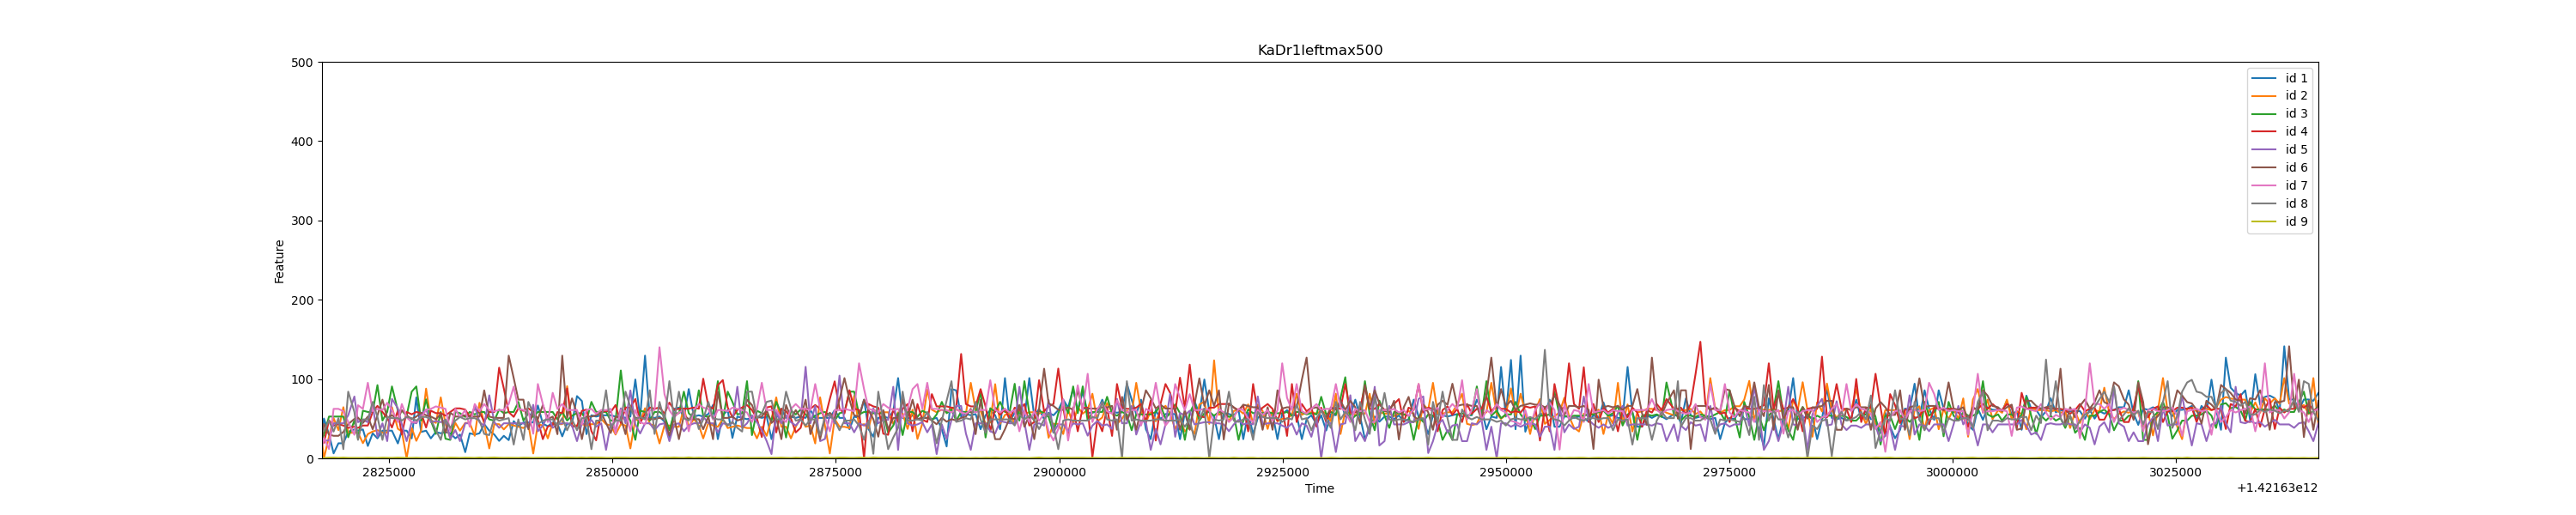 KaDr1leftmax500
500
400
300
200
100
0
Feature
id 1
id 2
id 3
id 4
id 5
id 6
id 7
id 8
id 9
2825000 2850000 2875000 2900000 2925000 2950000 2975000 3000000 3025000
Time
+1.42163e12